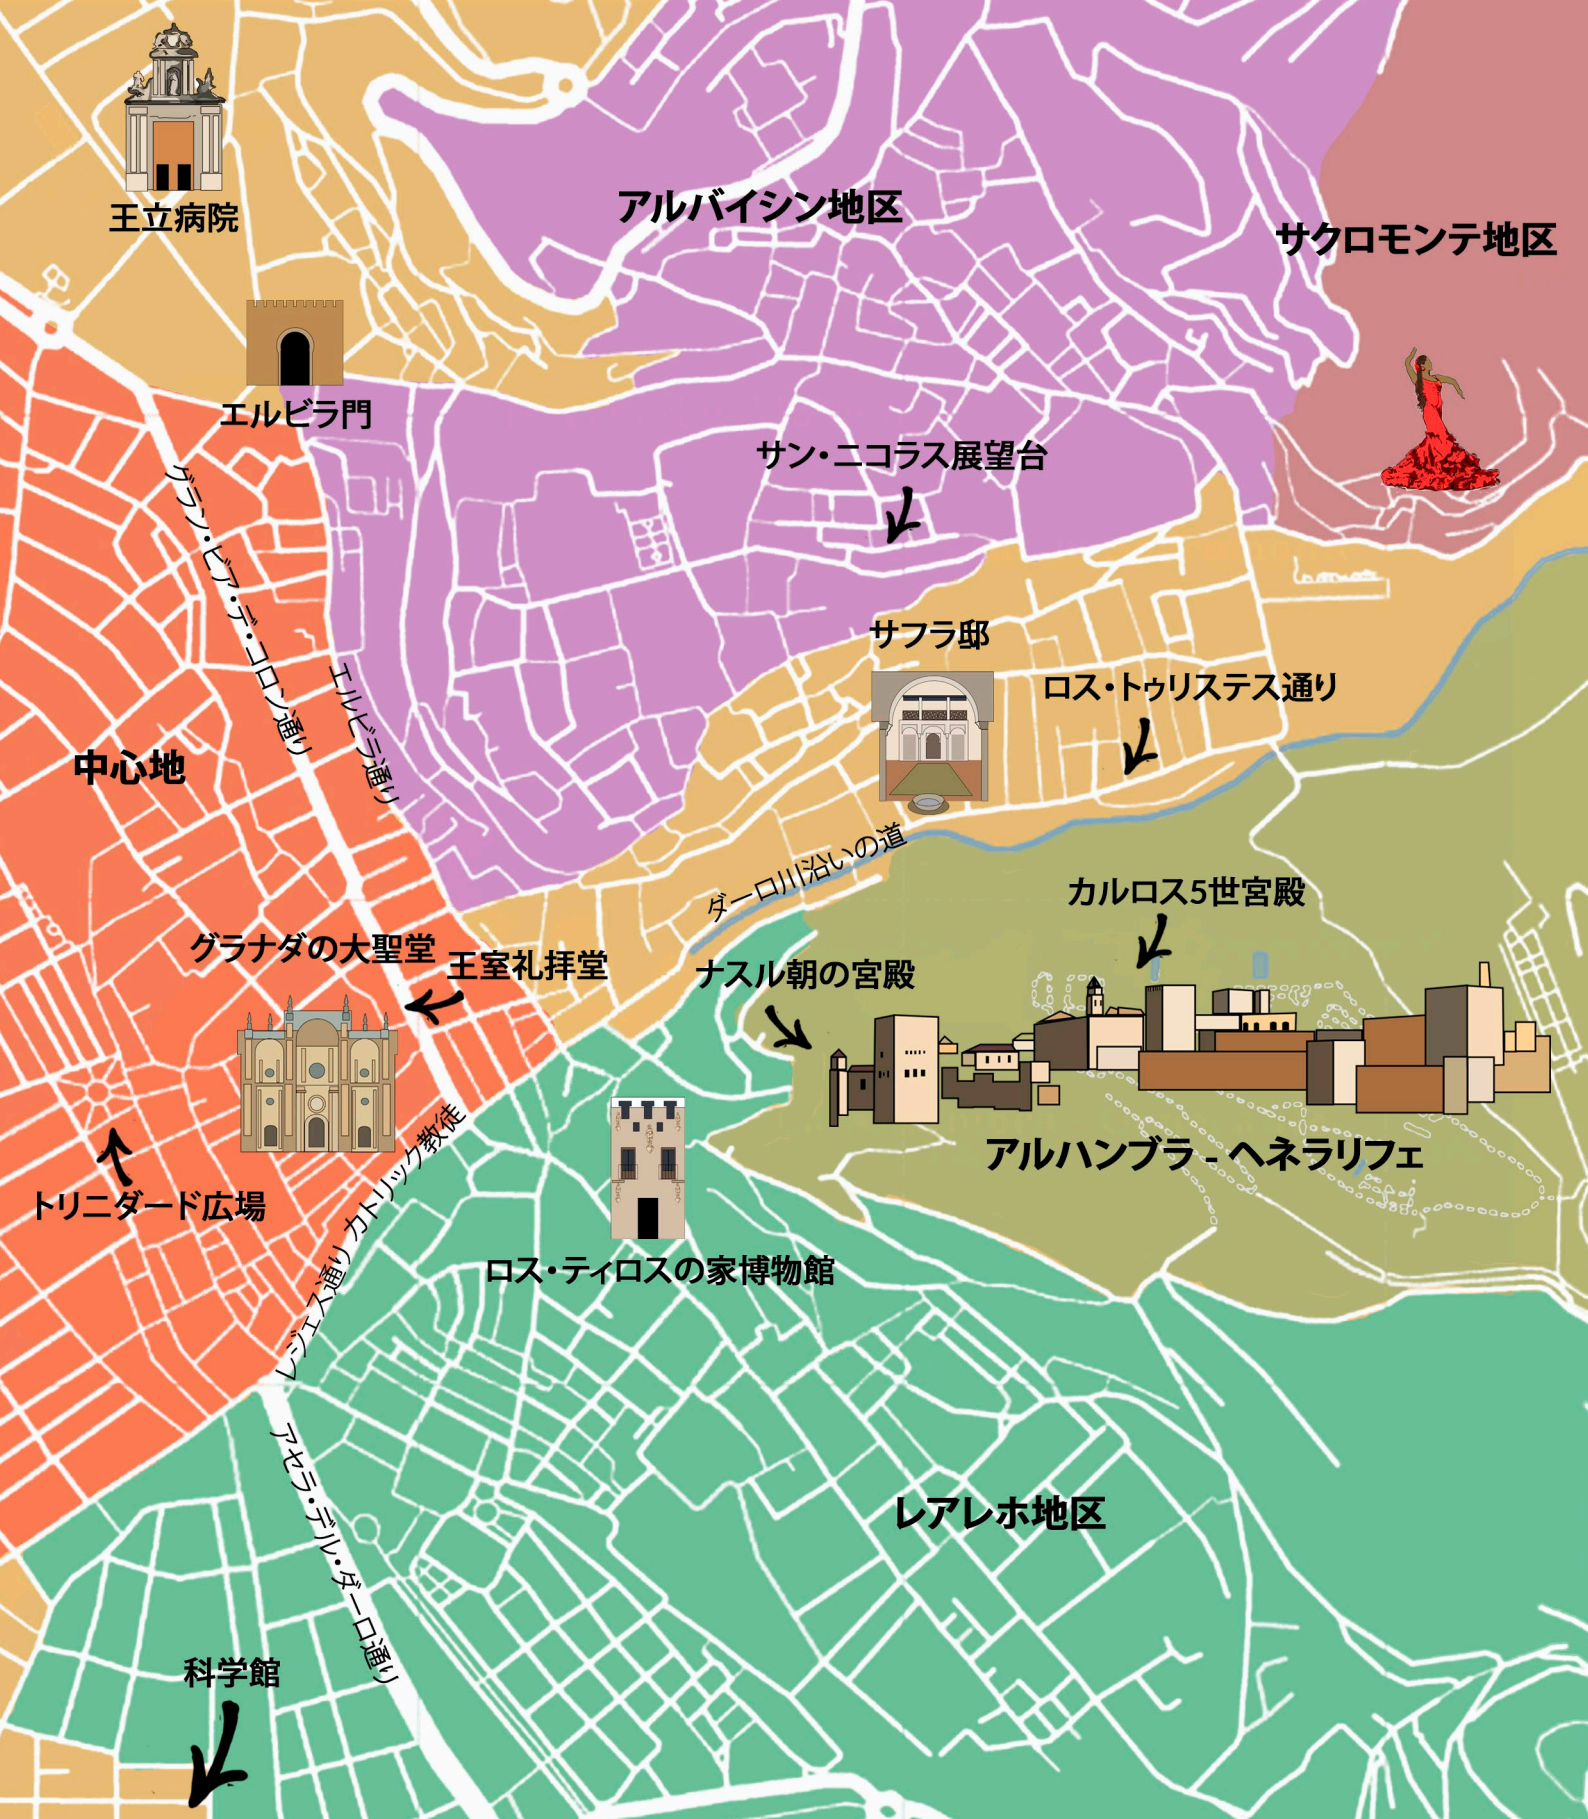 王立病院
アルバイシン地区
サクロモンテ地区
エルビラ門
サン・ニコラス展望台
グラン・ビア・デ・コロン通り
サフラ邸
エルビラ通り
ロス・トゥリステス通り
中心地
ダーロ川沿いの道
カルロス5世宮殿
グラナダの大聖堂
王室礼拝堂
ナスル朝の宮殿
アルハンブラ - ヘネラリフェ
トリニダード広場
レジェス通り カトリック教徒
ロス・ティロスの家博物館
アセラ・デル・ダーロ通り
レアレホ地区
科学館